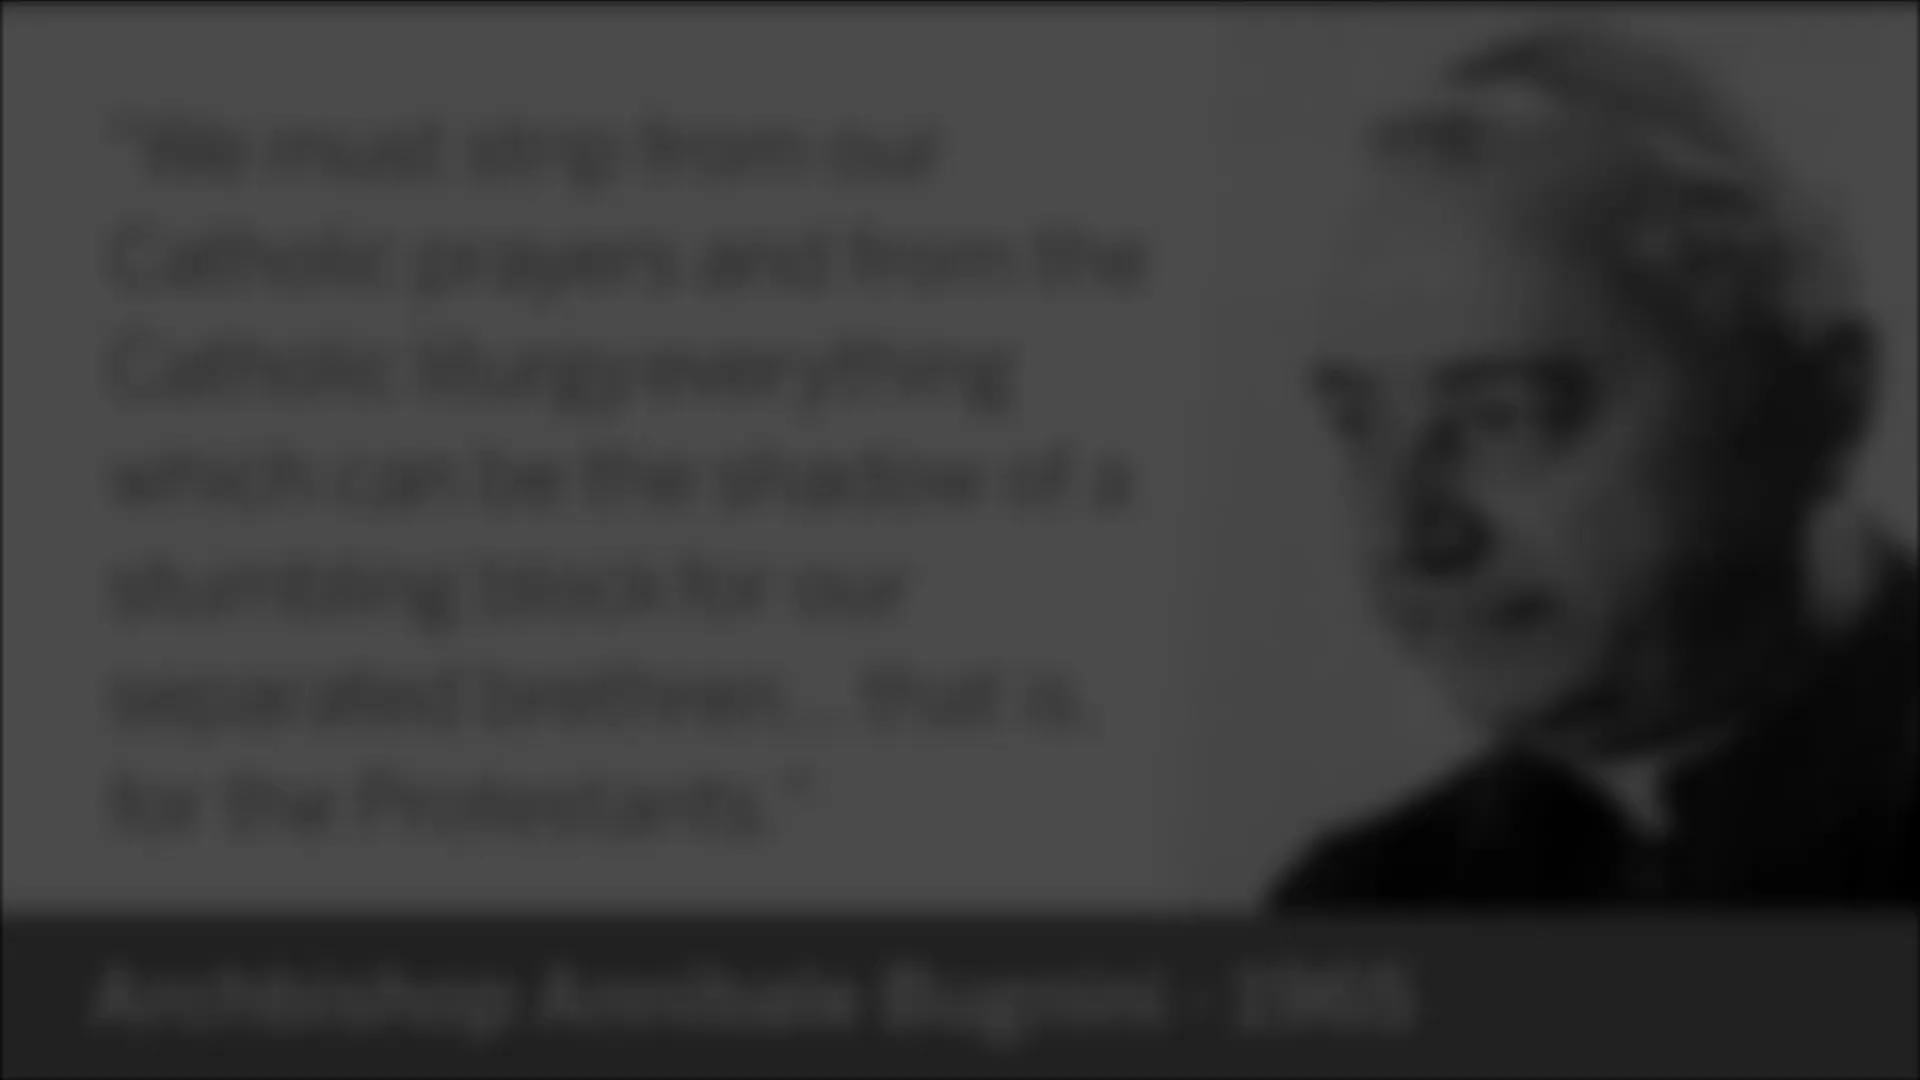 "We must strip from our
Catholic prayers and from the
Catholic liturgy everything
which can be the shadow of a
stumbling block for our
separated brethren... that is,
for the Protestants."
Archbishop Annibale Bugnini - 1965